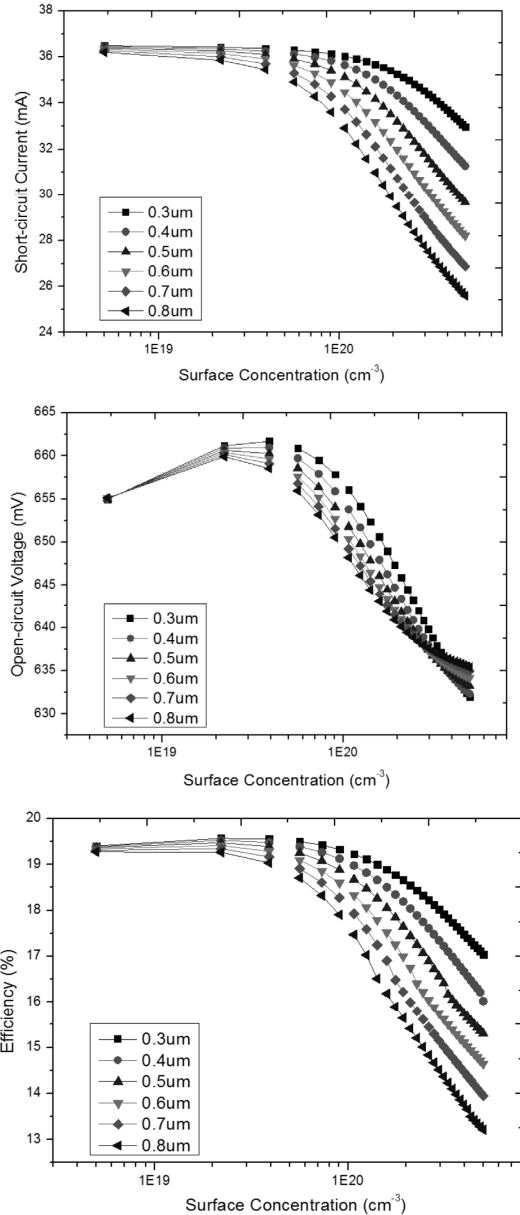 38
36
34
32
30
28
26
24
Short-circuit Current (mA)
0.3um
0.4um
0.5um
0.6um
0.7um
0.8um
1E19
1E20
Surface Concentration (cm-3)
665
660
655
650
645
640
635
630
Open-circuit Voltage (mV)
0.3um
0.4um
0.5um
0.6um
0.7um
0.8um
1E19
1E20
Surface Concentration (cm-3)
20
19
18
17
16
15
14
13
Efficiency (%)
0.3um
0.4um
0.5um
0.6um
0.7um
0.8um
1E19
1E20
Surface Concentration (cm-3)